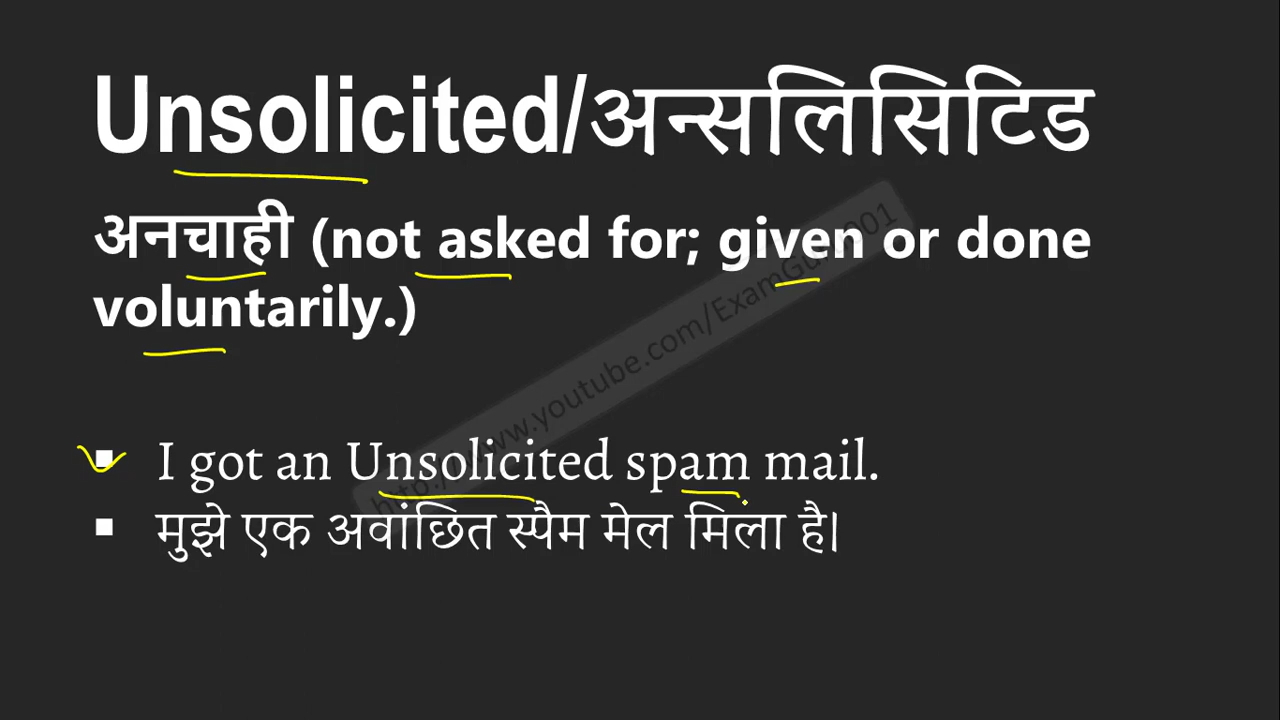 Unsolicited/अन्सलिसिटिड
अनचाही (not asked for; given or done
voluntarily.)
I got an Unsolicited spam mail.
मुझे एक अवांछित स्पैम मेल मिला है।